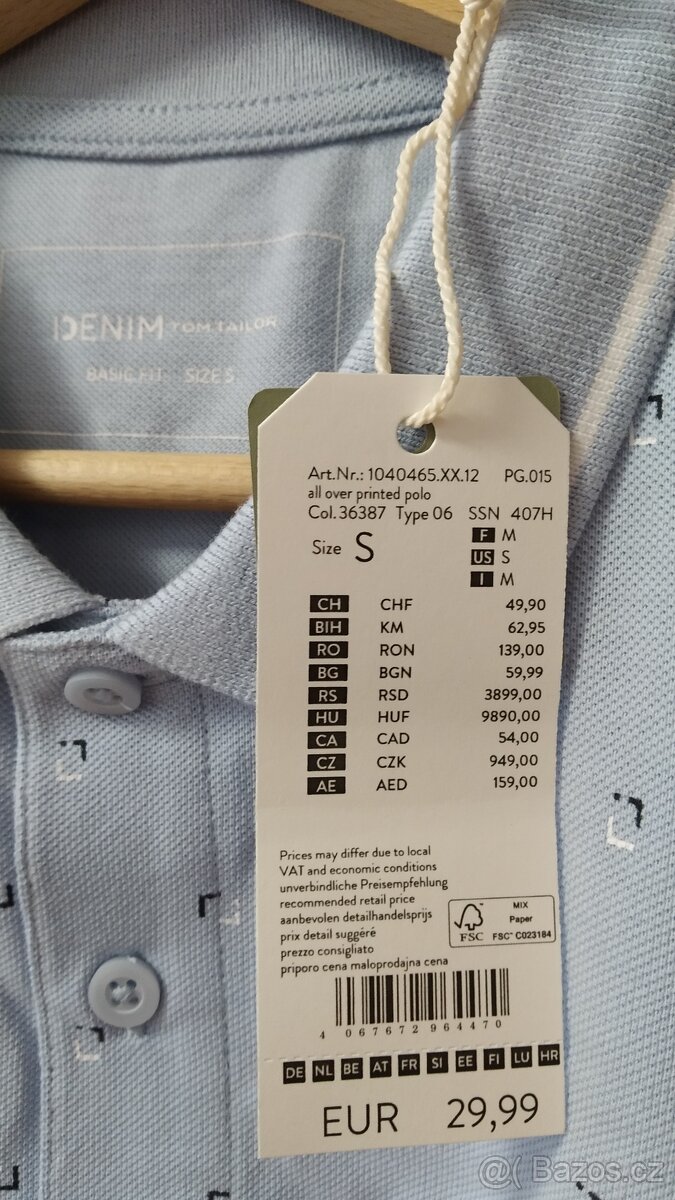 DENIM TOM TAILOR
BASIC FIT SIZE S
Art.Nr.: 1040465.XX.12 PG.015
all over printed polo
Col.36387 Type 06 SSN 407H
Size S
F M
US S
I M
CH CHF 49,90
BIH KM 62,95
RO RON 139,00
BG BGN 59,99
RS RSD 3899,00
HU HUF 9890,00
CA CAD 54,00
CZ CZK 949,00
AE AED 159,00
Prices may differ due to local
VAT and economic conditions
unverbindliche Preisempfehlung
recommended retail price
aanbevolen detailhandelsprijs
prix detail suggéré
prezzo consigliato
priporo cena maloprodajna cena
FSC
MIX
Paper
FSC™ C023184
4 067672 964470
DE NL BE AT FR SI EE FI LU HR
EUR 29,99
@( Bazos.cz